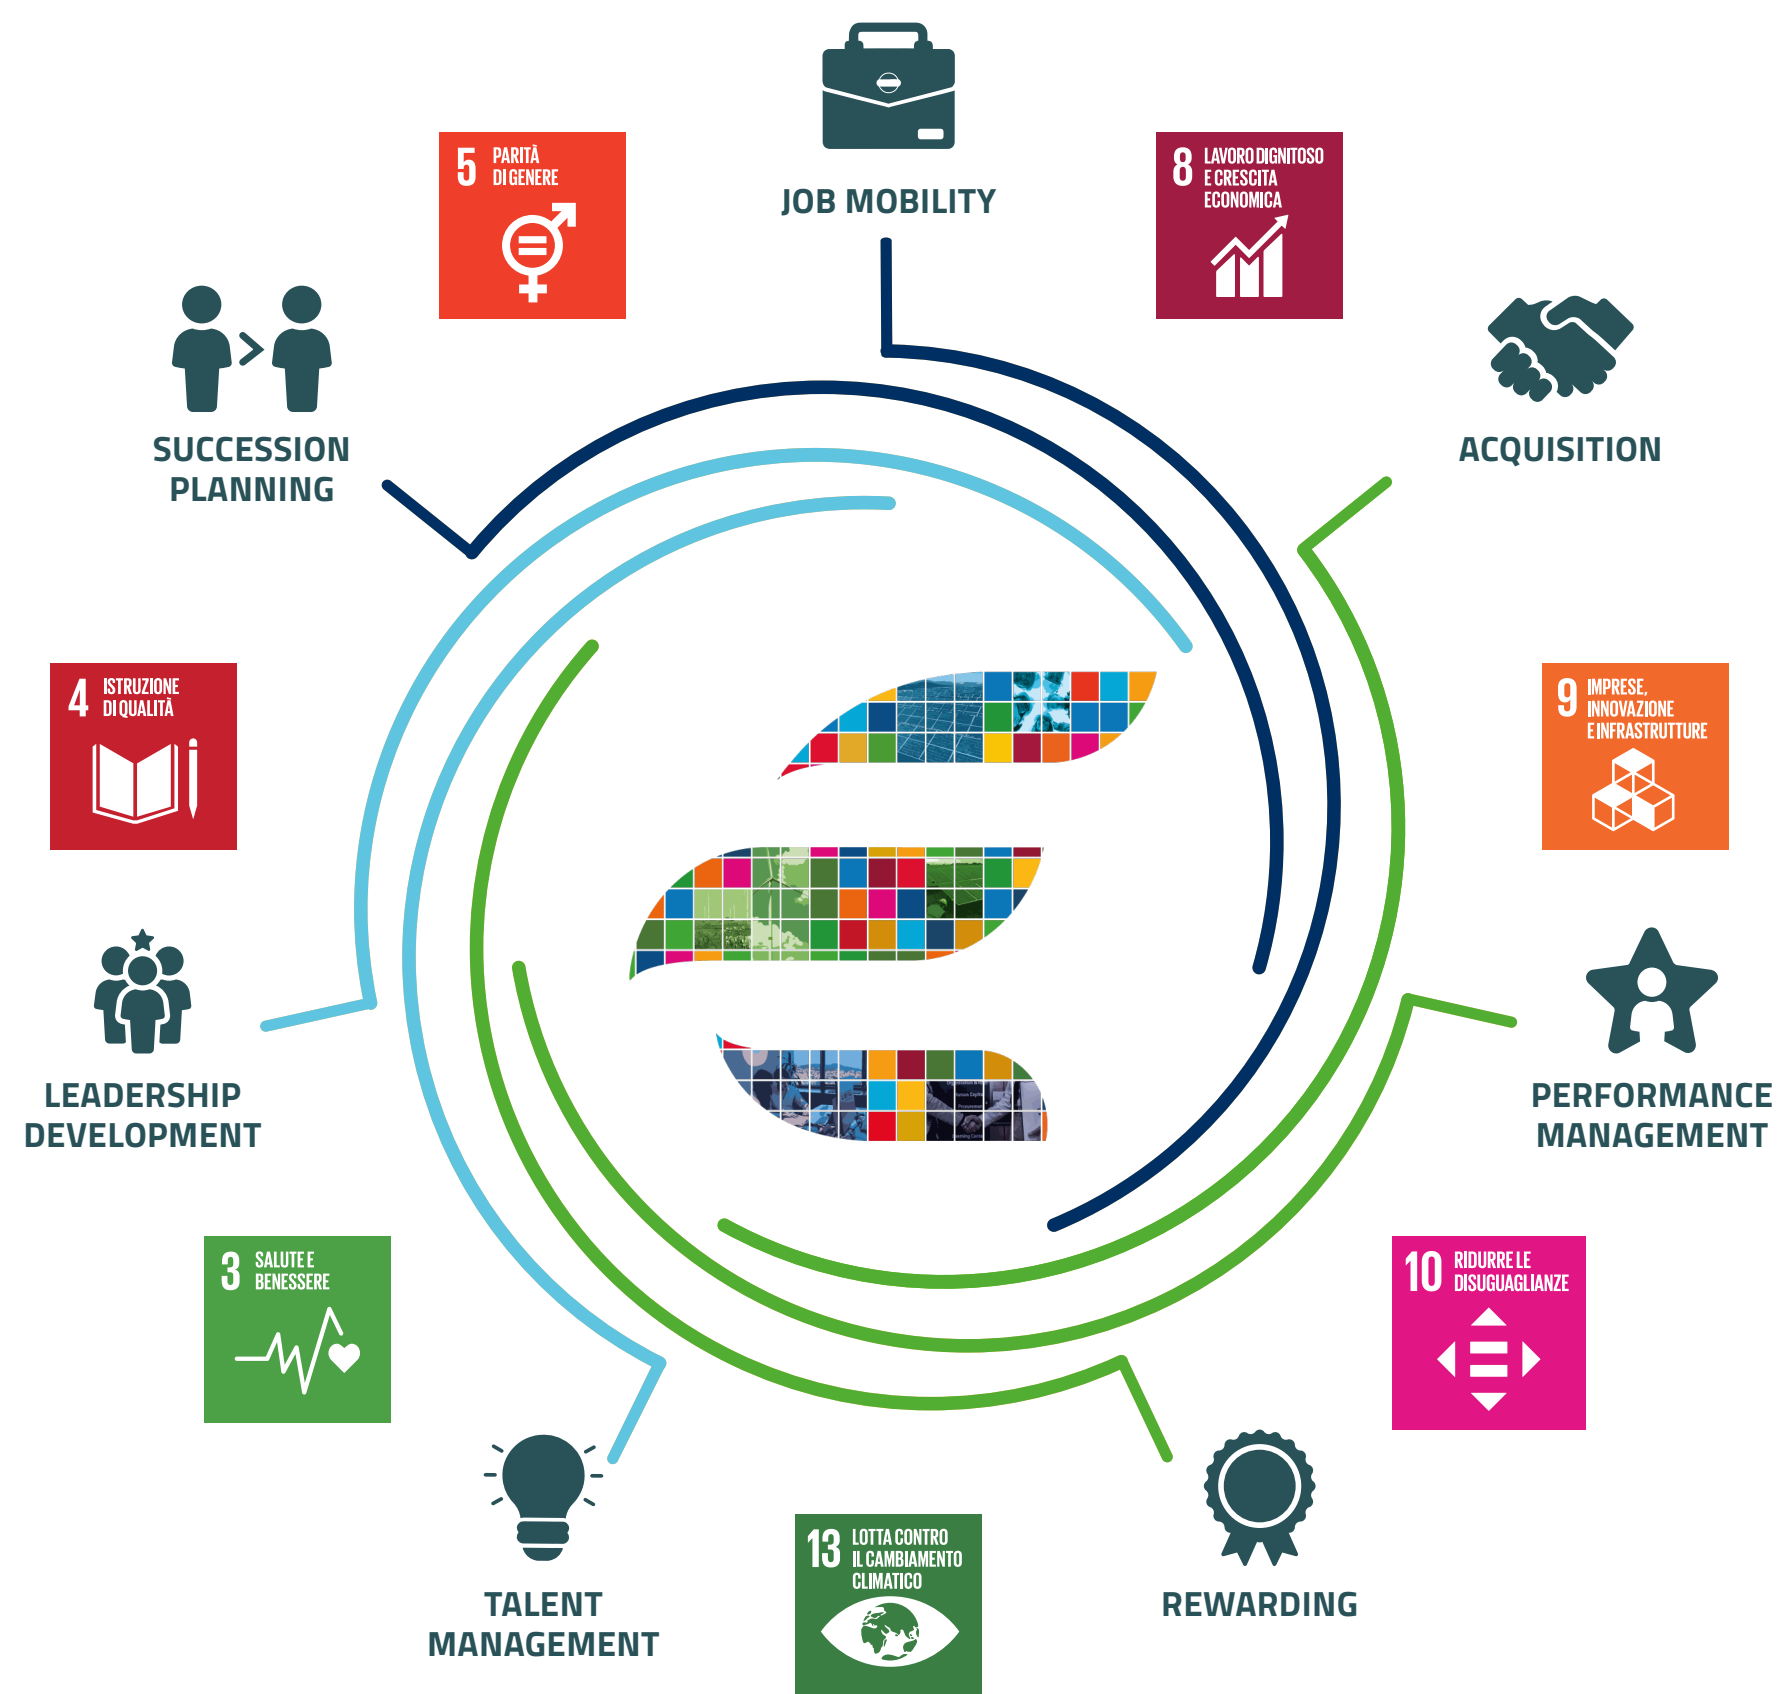 JOB MOBILITY
5 PARITÀ
DI GENERE
8 LAVORO DIGNITOSO
E CRESCITA
ECONOMICA
SUCCESSION
PLANNING
ACQUISITION
4 ISTRUZIONE
DI QUALITÀ
9 IMPRESE,
INNOVAZIONE
E INFRASTRUTTURE
LEADERSHIP
DEVELOPMENT
PERFORMANCE
MANAGEMENT
3 SALUTE E
BENESSERE
10 RIDURRE LE
DISUGUAGLIANZE
TALENT
MANAGEMENT
13 LOTTA CONTRO
IL CAMBIAMENTO
CLIMATICO
REWARDING